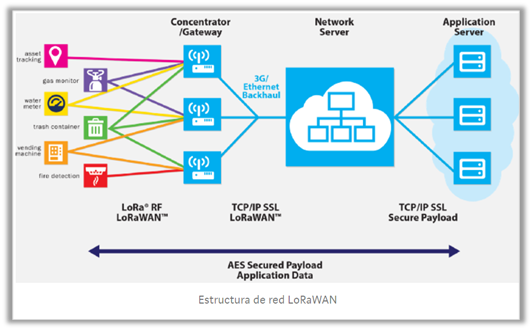 Concentrator
/Gateway
Network
Server
Application
Server
asset
tracking
gas monitor
water
meter
trash container
vending
machine
fire detection
3G/
Ethernet
Backhaul
LoRa® RF
LoRaWAN™
TCP/IP SSL
LoRaWAN™
TCP/IP SSL
Secure Payload
AES Secured Payload
Application Data
Estructura de red LoRaWAN